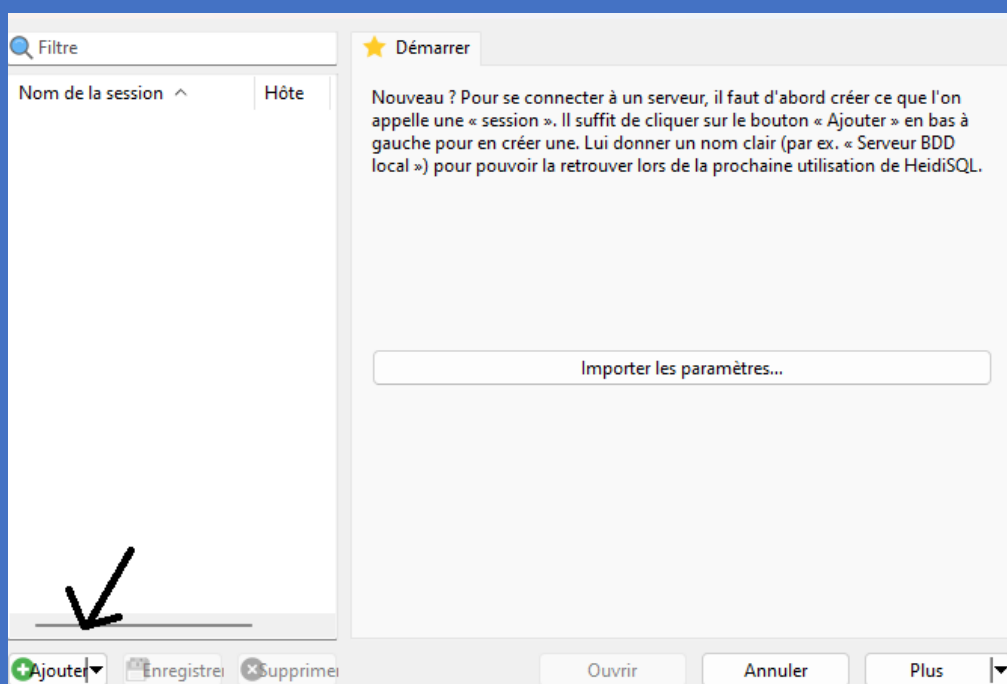 Filtre
Démarrer
Nom de la session
Hôte
Nouveau ? Pour se connecter à un serveur, il faut d'abord créer ce que l'on
appelle une « session ». Il suffit de cliquer sur le bouton « Ajouter » en bas à
gauche pour en créer une. Lui donner un nom clair (par ex. « Serveur BDD
local ») pour pouvoir la retrouver lors de la prochaine utilisation de HeidiSQL.
Importer les paramètres...
Ajouter
Enregistrer
Supprimer
Ouvrir
Annuler
Plus